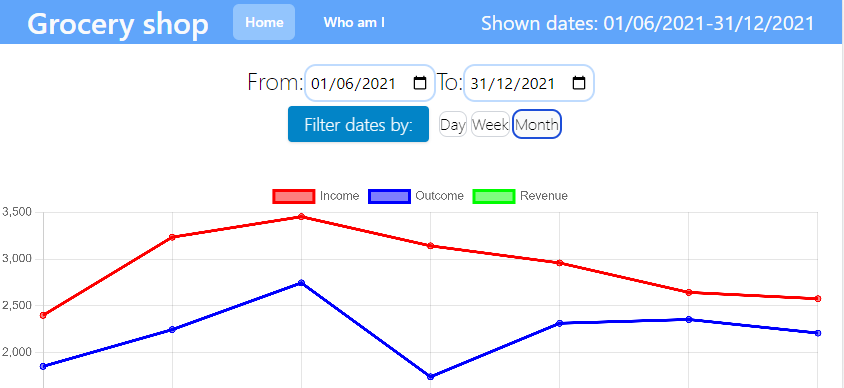 Grocery shop Home Who am I Shown dates: 01/06/2021-31/12/2021
From: 01/06/2021 To: 31/12/2021
Filter dates by: Day Week Month
Income Outcome Revenue
3,500
3,000
2,500
2,000